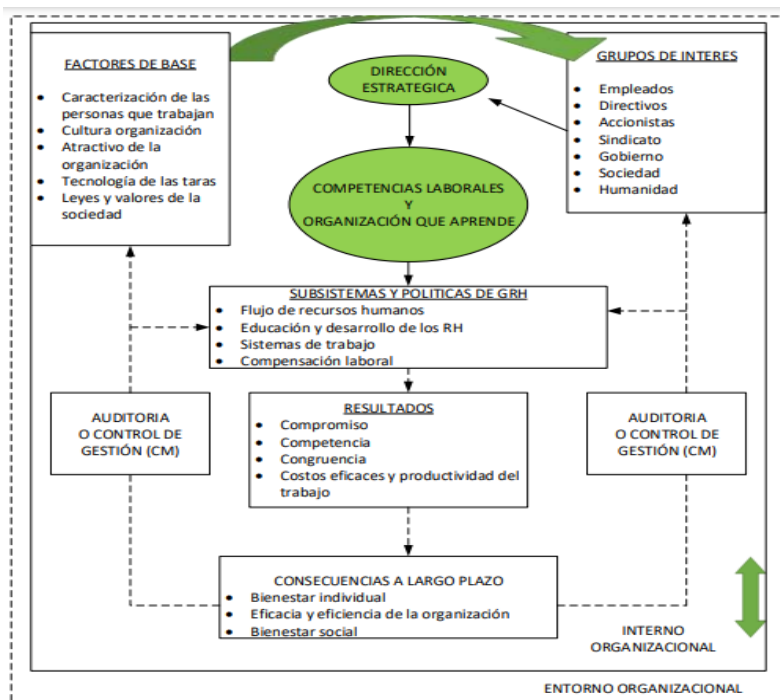 FACTORES DE BASE
• Caracterización de las
personas que trabajan
• Cultura organización
• Atractivo de la
organización
• Tecnología de las taras
• Leyes y valores de la
sociedad
DIRECCIÓN
ESTRATEGICA
GRUPOS DE INTERES
• Empleados
• Directivos
• Accionistas
• Sindicato
• Gobierno
• Sociedad
• Humanidad
COMPETENCIAS LABORALES
Y
ORGANIZACIÓN QUE APRENDE
SUBSISTEMAS Y POLITICAS DE GRH
• Flujo de recursos humanos
• Educación y desarrollo de los RH
• Sistemas de trabajo
• Compensación laboral
AUDITORIA
O CONTROL DE
GESTIÓN (CM)
RESULTADOS
• Compromiso
• Competencia
• Congruencia
• Costos eficaces y productividad del
trabajo
AUDITORIA
O CONTROL DE
GESTIÓN (CM)
CONSECUENCIAS A LARGO PLAZO
• Bienestar individual
• Eficacia y eficiencia de la organización
• Bienestar social
INTERNO
ORGANIZACIONAL
ENTORNO ORGANIZACIONAL